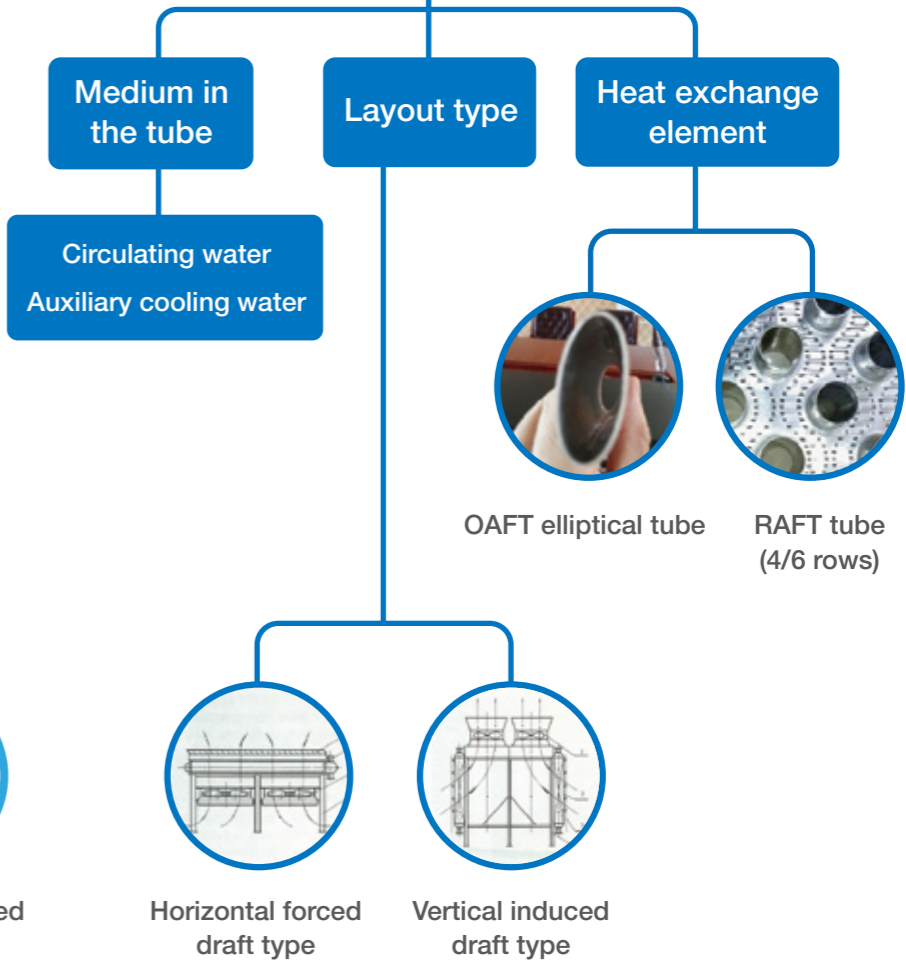 Medium in
the tube
Layout type
Heat exchange
element
Circulating water
Auxiliary cooling water
OAFT elliptical tube
RAFT tube
(4/6 rows)
ed
Horizontal forced
draft type
Vertical induced
draft type